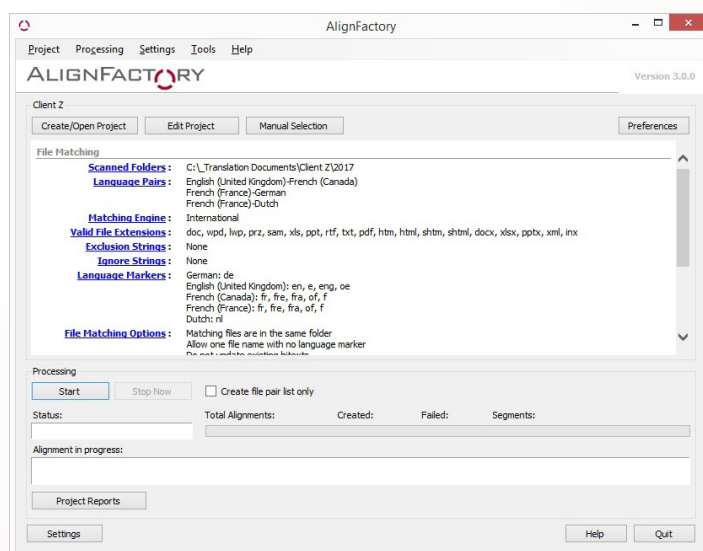 AlignFactory
Project Processing Settings Tools Help
ALIGNFACTORY
Version 3.0.0
Client Z
Create/Open Project Edit Project Manual Selection Preferences
File Matching
Scanned Folders : C:\_Translation Documents\Client Z\2017
Language Pairs : English (United Kingdom)-French (Canada)
French (France)-German
French (France)-Dutch
Matching Engine : International
Valid File Extensions : doc, wpd, lwp, prz, sam, xls, ppt, rtf, txt, pdf, htm, html, shtm, shtml, docx, xlsx, pptx, xml, inx
Exclusion Strings : None
Ignore Strings : None
Language Markers : German: de
English (United Kingdom): en, e, eng, oe
French (Canada): fr, fre, fra, of, f
French (France): fr, fre, fra, of, f
Dutch: nl
File Matching Options : Matching files are in the same folder
Allow one file name with no language marker
Do not update existing bitexts
Processing
Start Stop Now Create file pair list only
Status: Total Alignments: Created: Failed: Segments:
Alignment in progress:
Project Reports
Settings Help Quit